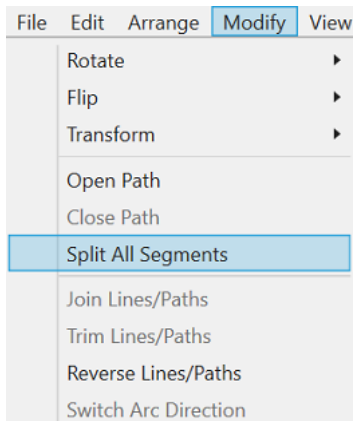 File Edit Arrange Modify View
Rotate
Flip
Transform
Open Path
Close Path
Split All Segments
Join Lines/Paths
Trim Lines/Paths
Reverse Lines/Paths
Switch Arc Direction